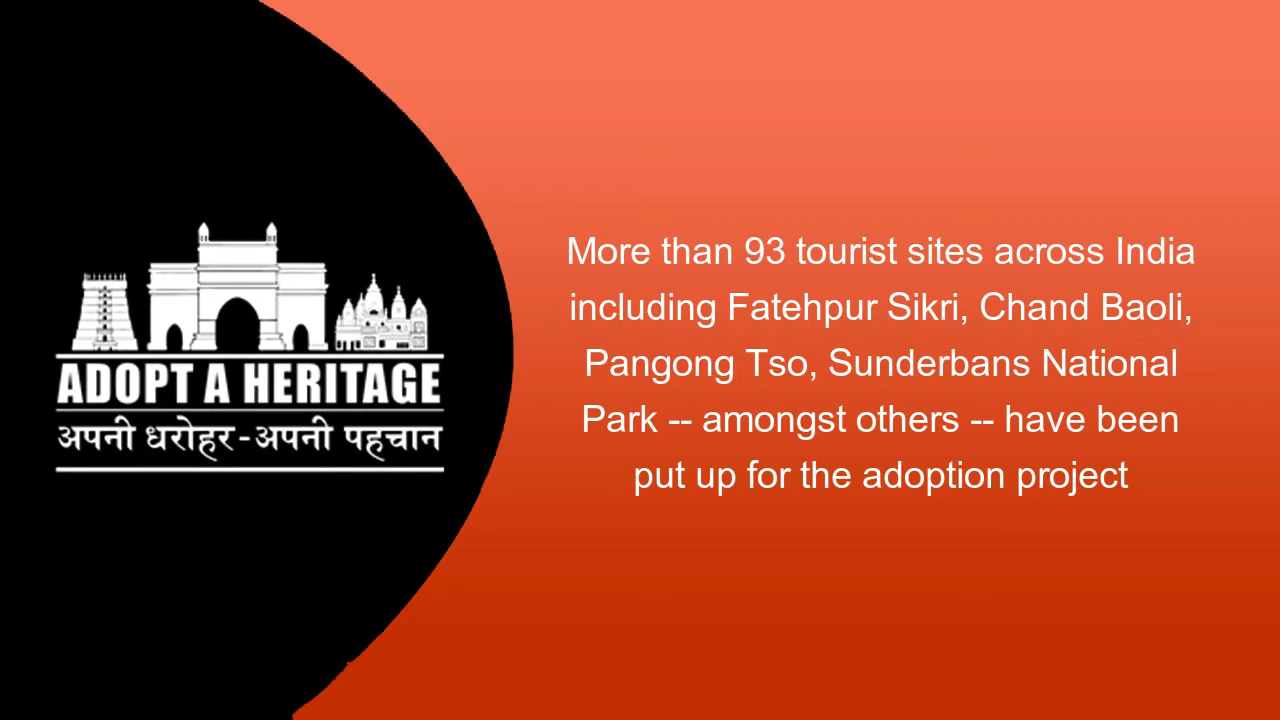 ADOPT A HERITAGE
अपनी धरोहर-अपनी पहचान
More than 93 tourist sites across India
including Fatehpur Sikri, Chand Baoli,
Pangong Tso, Sunderbans National
Park -- amongst others -- have been
put up for the adoption project